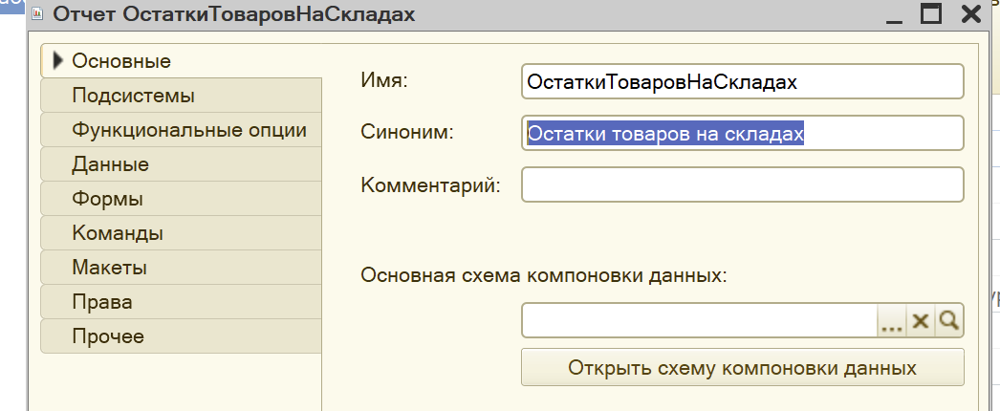 Отчет ОстаткиТоваровНаСкладах
Основные
Подсистемы
Функциональные опции
Данные
Формы
Команды
Макеты
Права
Прочее
Имя: ОстаткиТоваровНаСкладах
Синоним: Остатки товаров на складах
Комментарий:
Основная схема компоновки данных:
...
Открыть схему компоновки данных